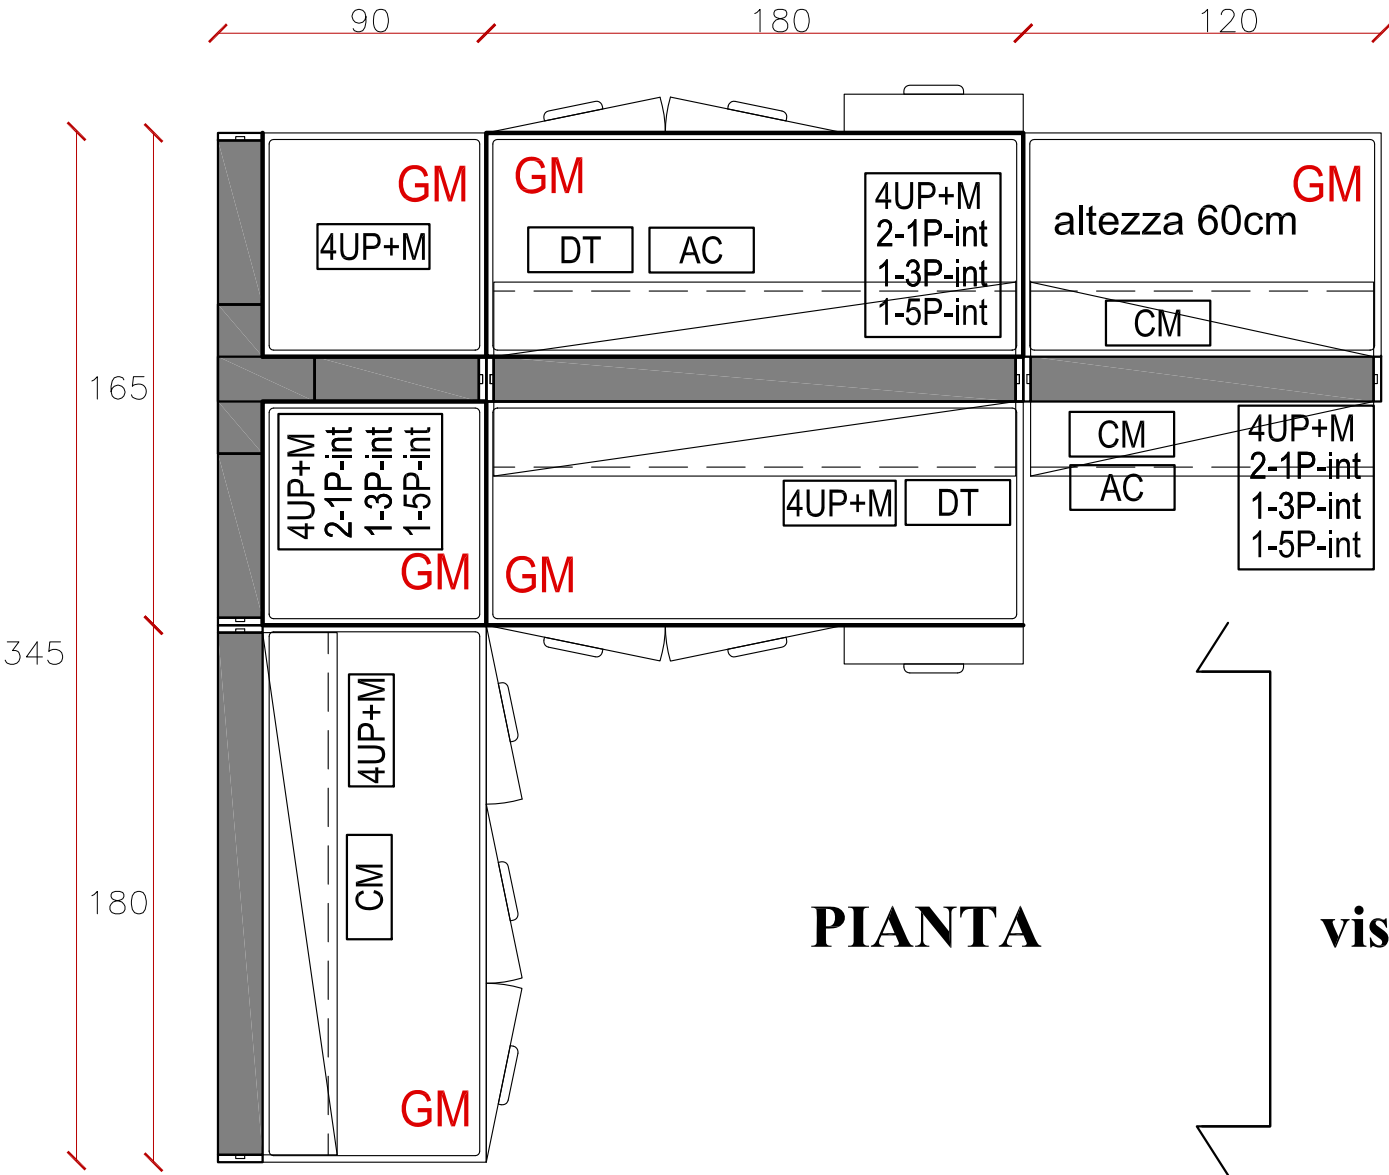 90
180
120
GM
GM
GM
4UP+M
DT
AC
4UP+M
2-1P-int
1-3P-int
1-5P-int
altezza 60cm
CM
165
4UP+M
2-1P-int
1-3P-int
1-5P-int
GM
GM
4UP+M
DT
CM
AC
4UP+M
2-1P-int
1-3P-int
1-5P-int
345
4UP+M
CM
180
PIANTA
vis
GM